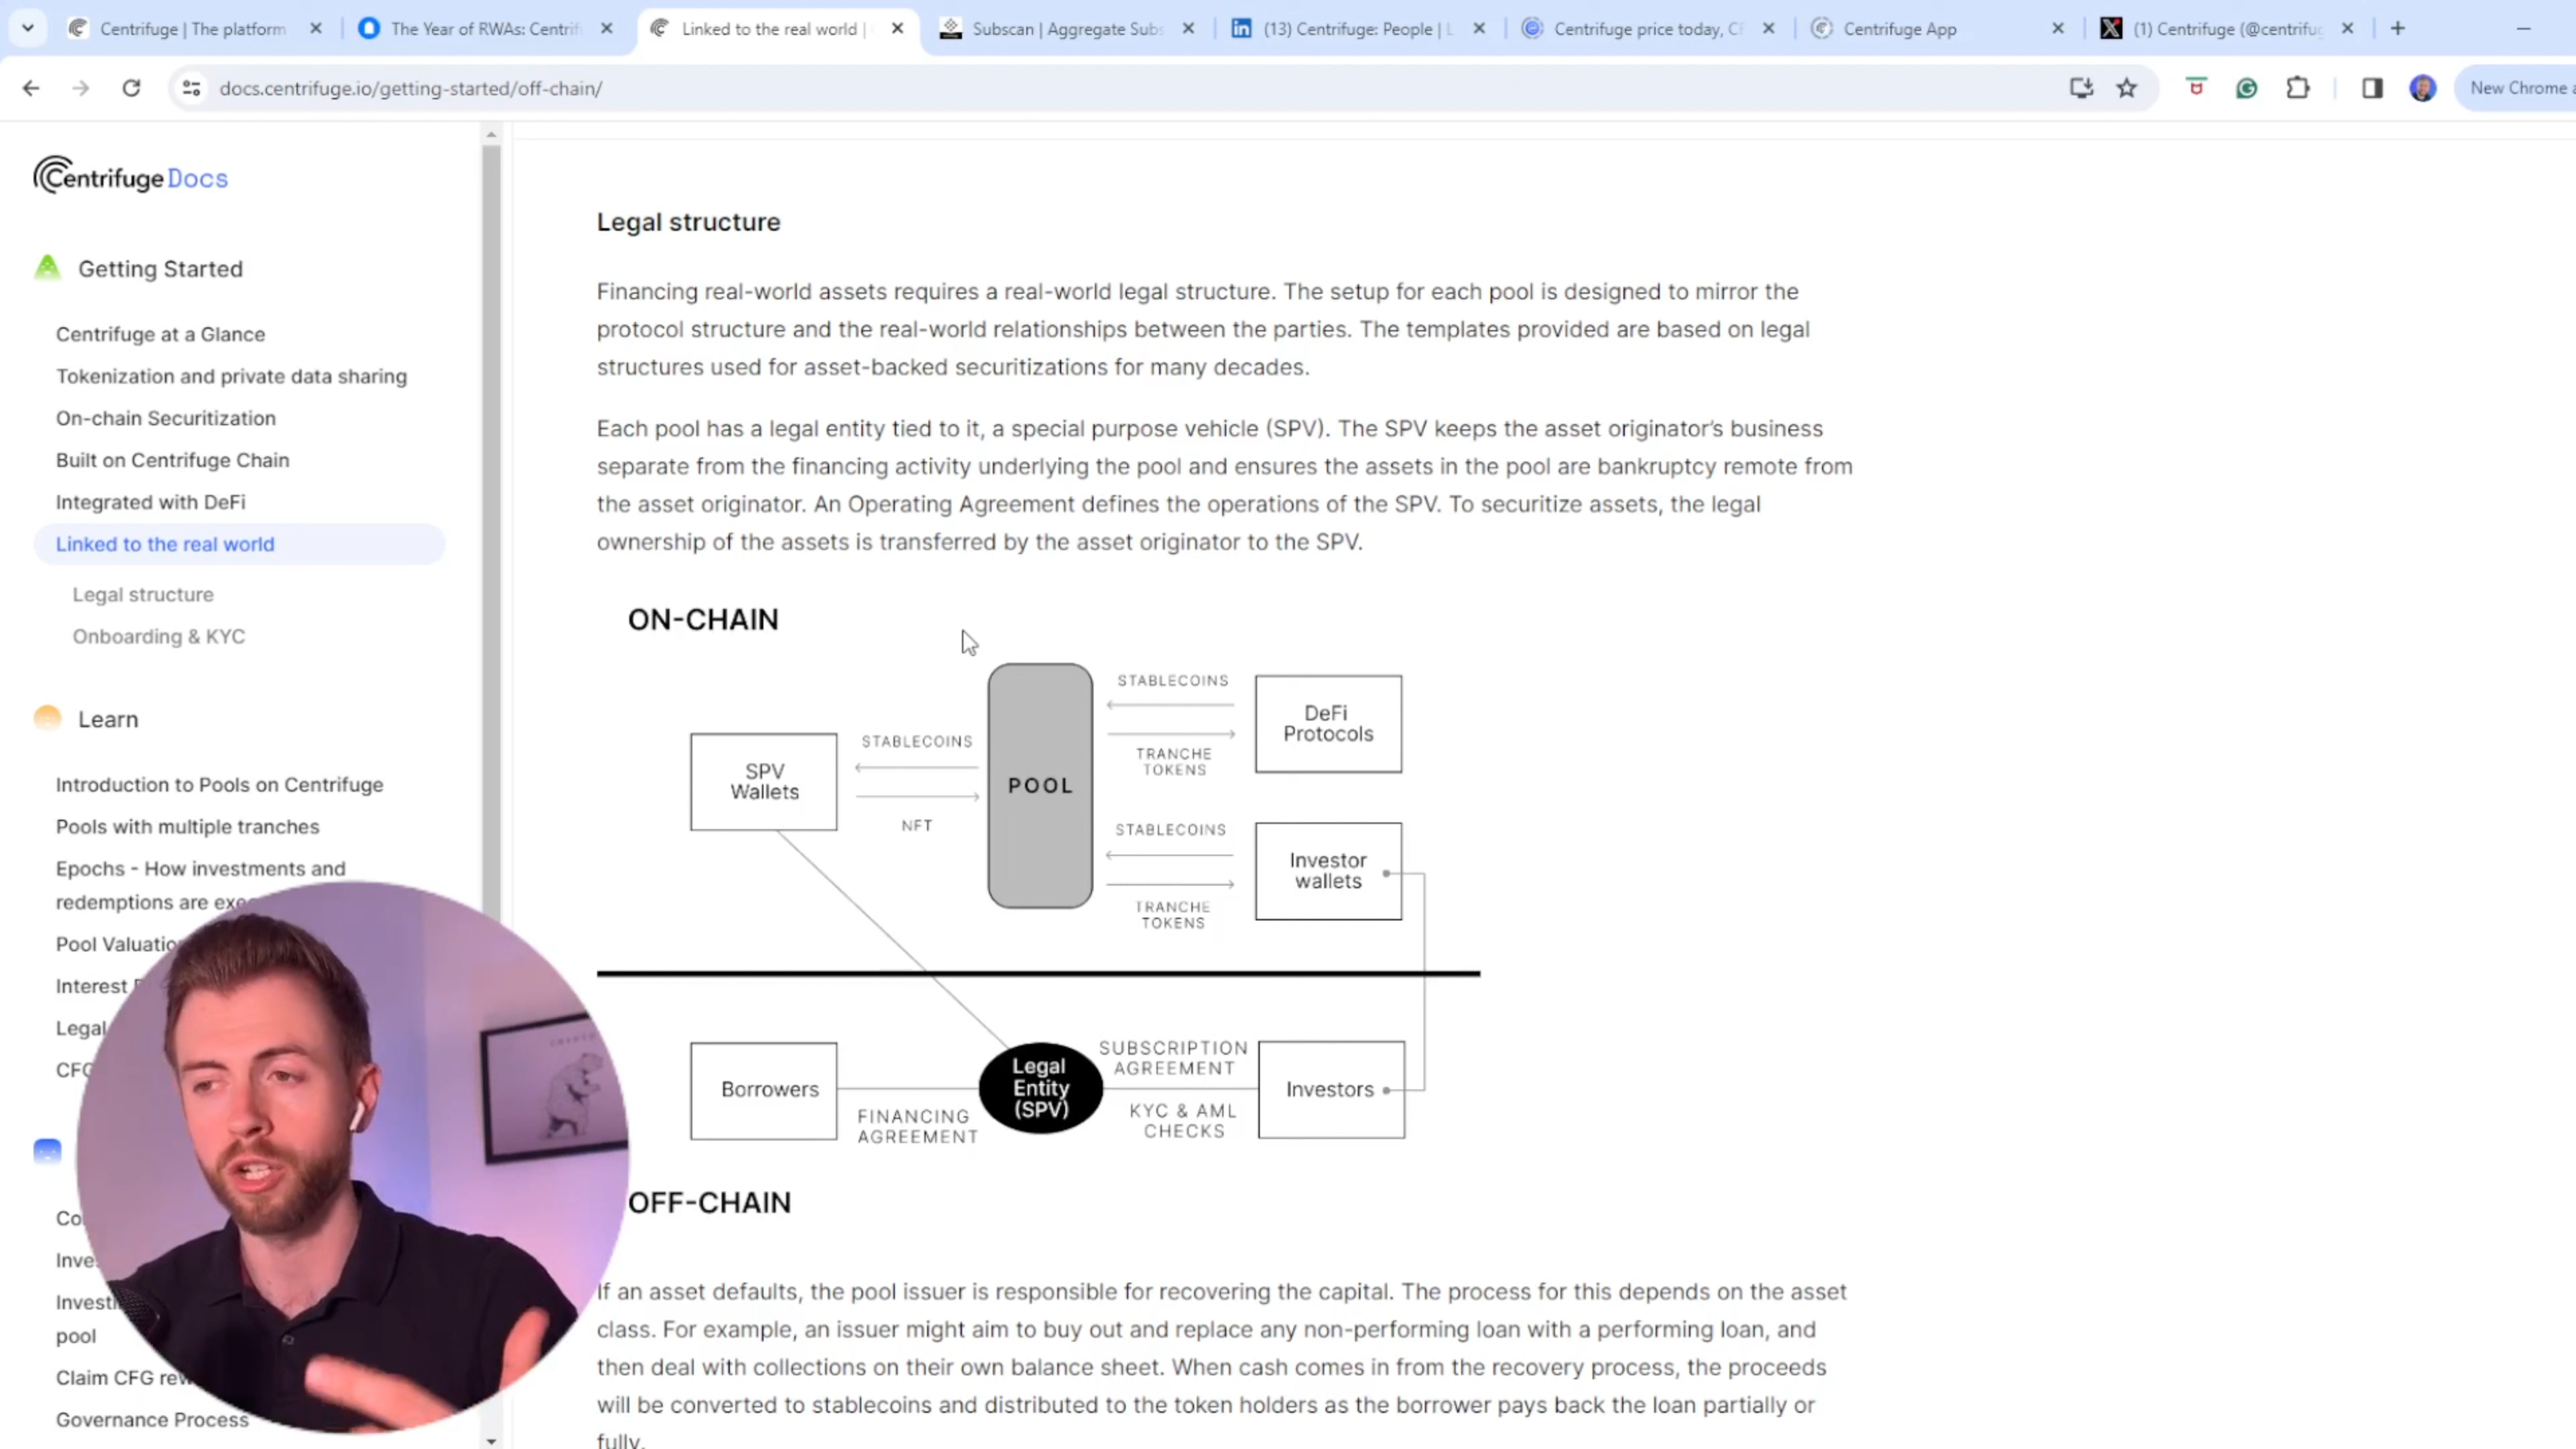 Centrifuge | The platform
The Year of RWAs: Centrif
Linked to the real world |
Subscan | Aggregate Subs
(13) Centrifuge: People | L
Centrifuge price today, CF
Centrifuge App
(1) Centrifuge (@centrifug
docs.centrifuge.io/getting-started/off-chain/
New Chrome a
Centrifuge Docs
Getting Started
Centrifuge at a Glance
Tokenization and private data sharing
On-chain Securitization
Built on Centrifuge Chain
Integrated with DeFi
Linked to the real world
Legal structure
Onboarding & KYC
Learn
Introduction to Pools on Centrifuge
Pools with multiple tranches
Epochs - How investments and
redemptions are exe
Pool Valuatio
Interest
Legal
CFG
Co
Inve
Investi
pool
Claim CFG rew
Governance Process
Legal structure
Financing real-world assets requires a real-world legal structure. The setup for each pool is designed to mirror the
protocol structure and the real-world relationships between the parties. The templates provided are based on legal
structures used for asset-backed securitizations for many decades.
Each pool has a legal entity tied to it, a special purpose vehicle (SPV). The SPV keeps the asset originator’s business
separate from the financing activity underlying the pool and ensures the assets in the pool are bankruptcy remote from
the asset originator. An Operating Agreement defines the operations of the SPV. To securitize assets, the legal
ownership of the assets is transferred by the asset originator to the SPV.
ON-CHAIN
SPV
Wallets
STABLECOINS
NFT
POOL
STABLECOINS
TRANCHE
TOKENS
DeFi
Protocols
STABLECOINS
TRANCHE
TOKENS
Investor
wallets
Borrowers
FINANCING
AGREEMENT
Legal
Entity
(SPV)
SUBSCRIPTION
AGREEMENT
KYC & AML
CHECKS
Investors
OFF-CHAIN
If an asset defaults, the pool issuer is responsible for recovering the capital. The process for this depends on the asset
class. For example, an issuer might aim to buy out and replace any non-performing loan with a performing loan, and
then deal with collections on their own balance sheet. When cash comes in from the recovery process, the proceeds
will be converted to stablecoins and distributed to the token holders as the borrower pays back the loan partially or
fully.